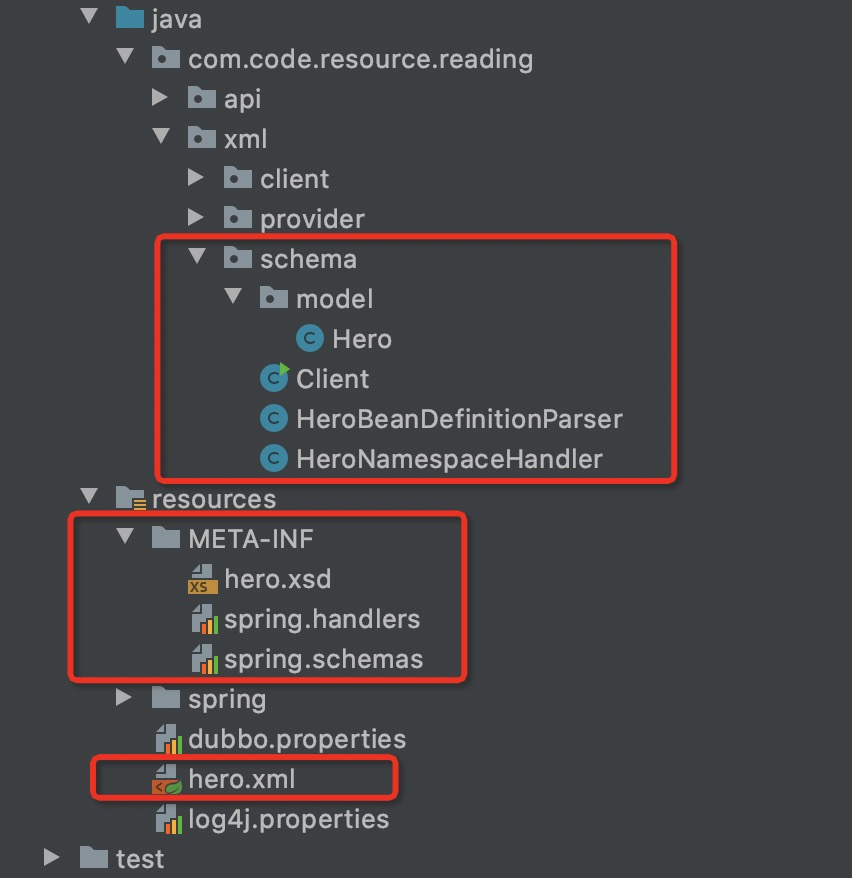 java
com.code.resource.reading
api
xml
client
provider
schema
model
Hero
Client
HeroBeanDefinitionParser
HeroNamespaceHandler
resources
META-INF
hero.xsd
spring.handlers
spring.schemas
spring
dubbo.properties
hero.xml
log4j.properties
test